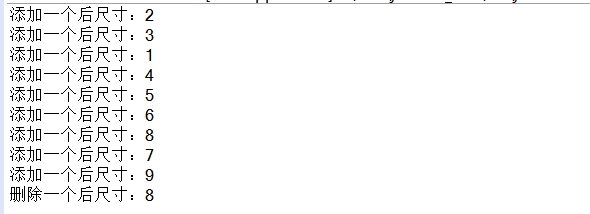 添加一个后尺寸：2
添加一个后尺寸：3
添加一个后尺寸：1
添加一个后尺寸：4
添加一个后尺寸：5
添加一个后尺寸：6
添加一个后尺寸：8
添加一个后尺寸：7
添加一个后尺寸：9
删除一个后尺寸：8